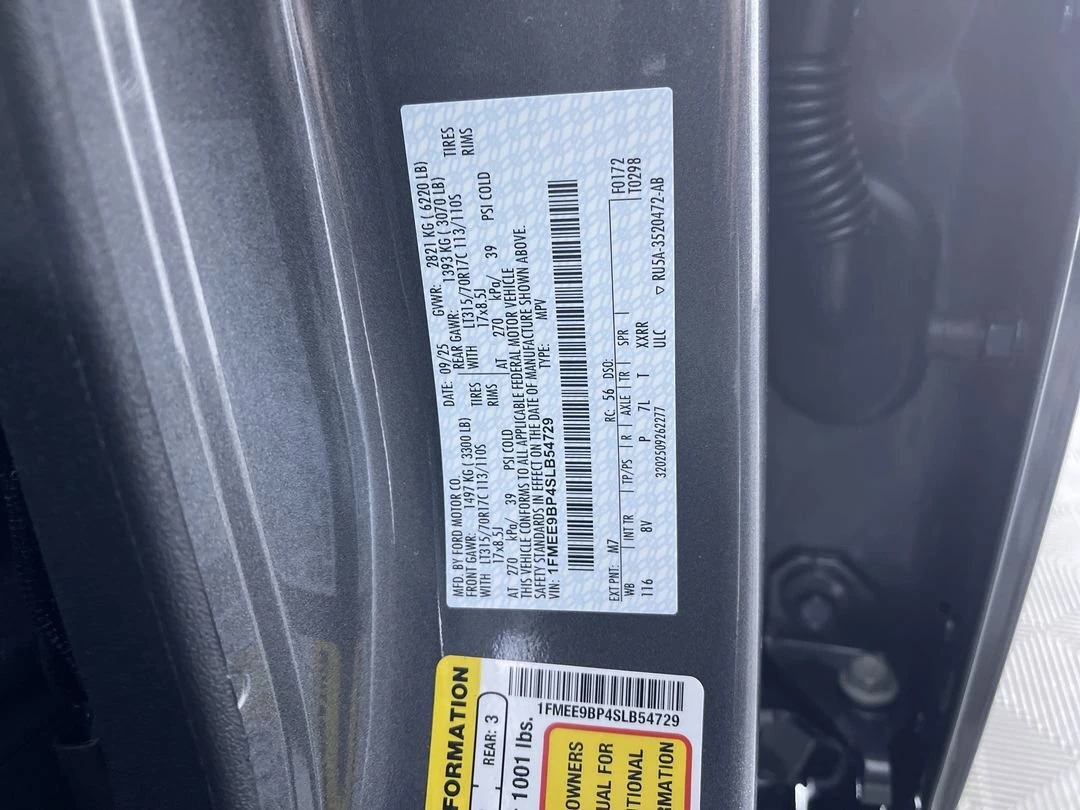 MFD. BY FORD MOTOR CO.
DATE: 09/25 GVWR: 2821 KG ( 6220 LB)
FRONT GAWR: 1497 KG ( 3300 LB)
REAR GAWR: 1393 KG ( 3070 LB)
WITH LT315/70R17C 113/110S TIRES
WITH LT315/70R17C 113/110S TIRES
17x8.5J RIMS
17x8.5J RIMS
AT 270 kPa/ 39 PSI COLD
AT 270 kPa/ 39 PSI COLD
THIS VEHICLE CONFORMS TO ALL APPLICABLE FEDERAL MOTOR VEHICLE
SAFETY STANDARDS IN EFFECT ON THE DATE OF MANUFACTURE SHOWN ABOVE.
VIN: 1FMEE9BP4SLB54729 TYPE: MPV
EXT PNT: M7 RC: 56 DSO: F0172
WB INT TR TP/PS R AXLE TR SPR T0298
116 8V P 7L T XXRR
3202509262277 ULC
▽ RU5A-3520472-AB
FORMATION
REAR: 3
1001 lbs.
1FMEE9BP4SLB54729
OWNERS
UAL FOR
ITIONAL
ORMATION